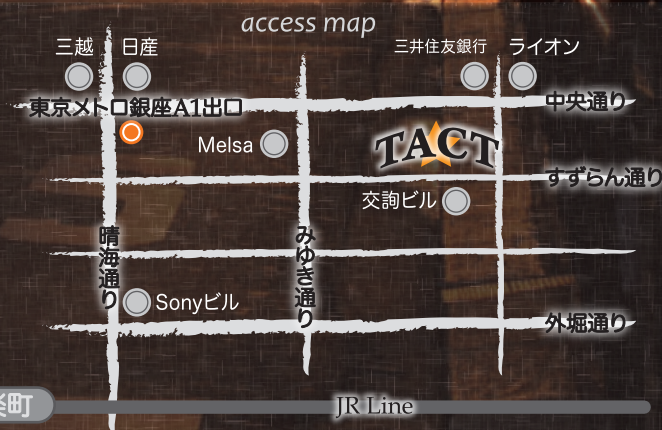 access map
三越
日産
三井住友銀行
ライオン
東京メトロ銀座A1出口
中央通り
Melsa
TACT
すずらん通り
交詢ビル
晴海通り
みゆき通り
Sonyビル
外堀通り
町
JR Line